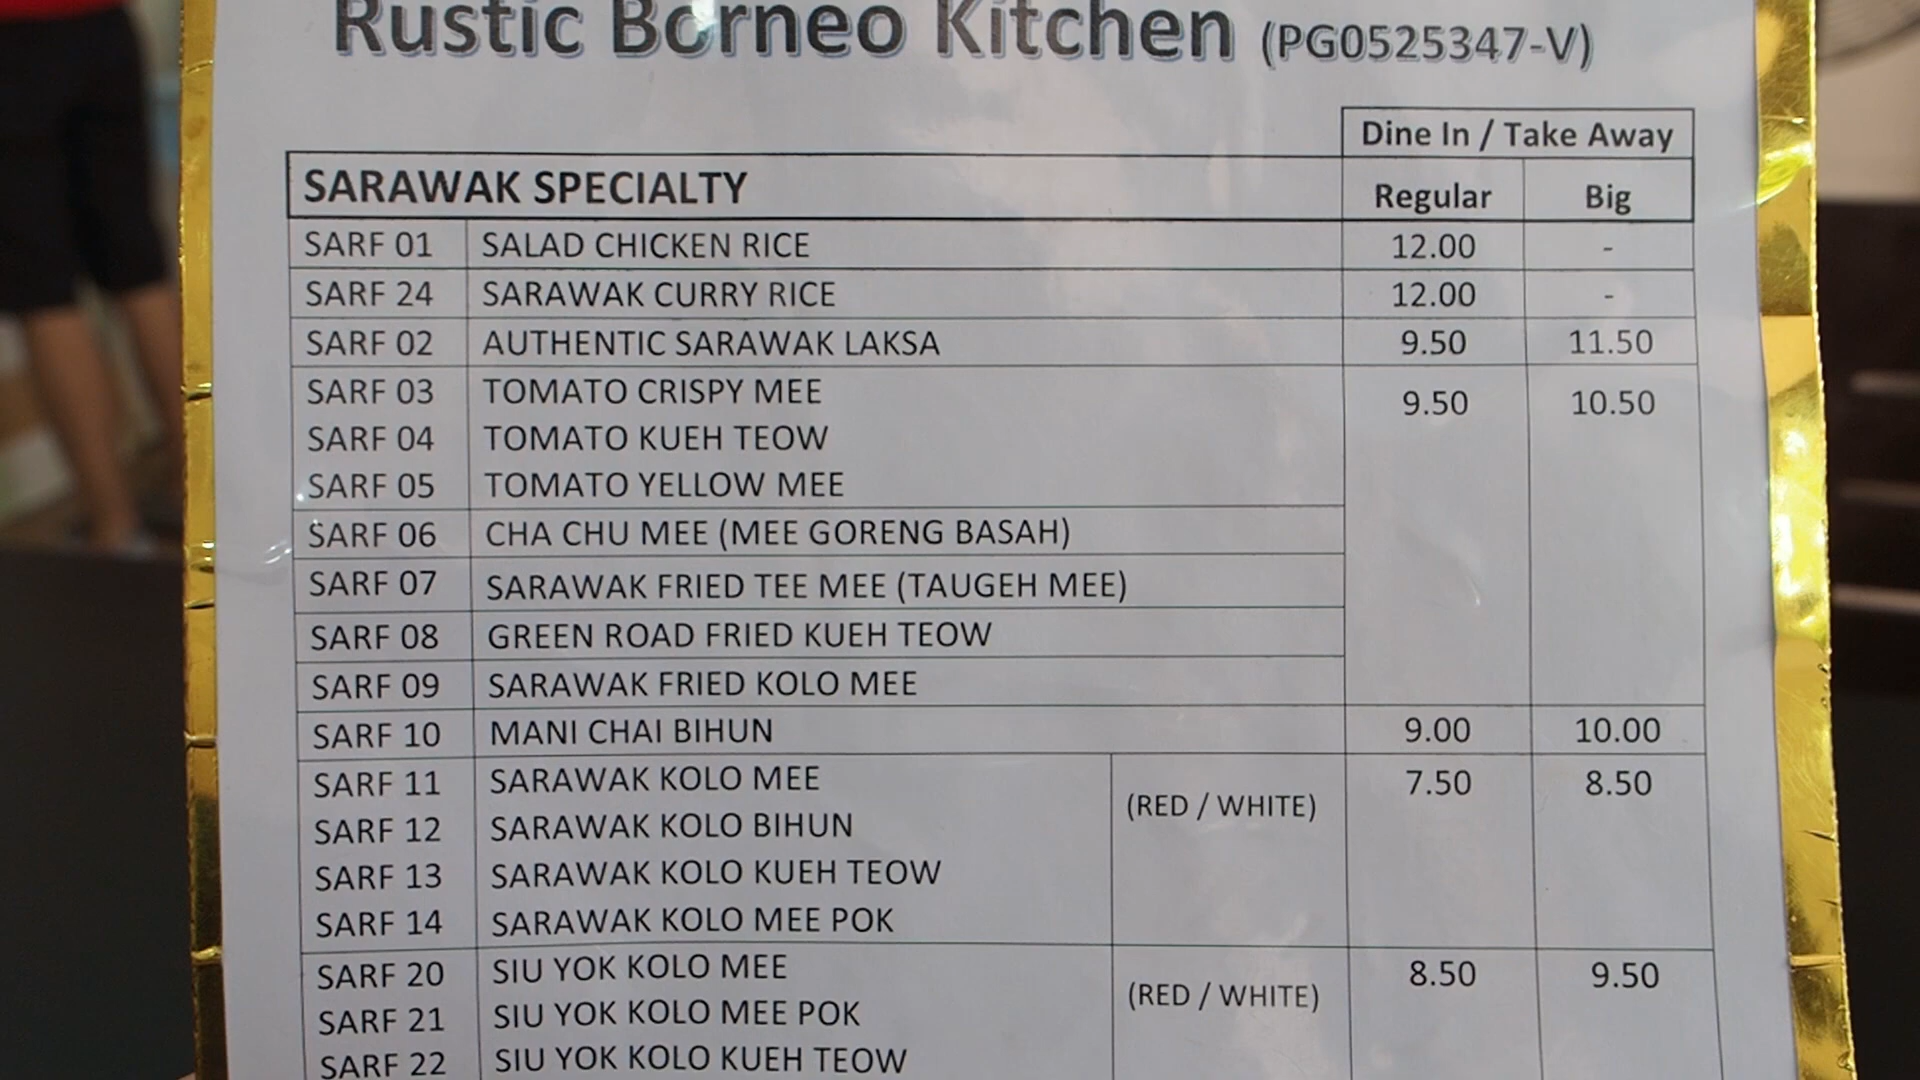 Rustic Borneo Kitchen (PG0525347-V)
Dine In / Take Away
SARAWAK SPECIALTY Regular Big
SARF 01 SALAD CHICKEN RICE 12.00 -
SARF 24 SARAWAK CURRY RICE 12.00 -
SARF 02 AUTHENTIC SARAWAK LAKSA 9.50 11.50
SARF 03 TOMATO CRISPY MEE 9.50 10.50
SARF 04 TOMATO KUEH TEOW
SARF 05 TOMATO YELLOW MEE
SARF 06 CHA CHU MEE (MEE GORENG BASAH)
SARF 07 SARAWAK FRIED TEE MEE (TAUGEH MEE)
SARF 08 GREEN ROAD FRIED KUEH TEOW
SARF 09 SARAWAK FRIED KOLO MEE
SARF 10 MANI CHAI BIHUN 9.00 10.00
SARF 11 SARAWAK KOLO MEE (RED / WHITE) 7.50 8.50
SARF 12 SARAWAK KOLO BIHUN
SARF 13 SARAWAK KOLO KUEH TEOW
SARF 14 SARAWAK KOLO MEE POK
SARF 20 SIU YOK KOLO MEE (RED / WHITE) 8.50 9.50
SARF 21 SIU YOK KOLO MEE POK
SARF 22 SIU YOK KOLO KUEH TEOW